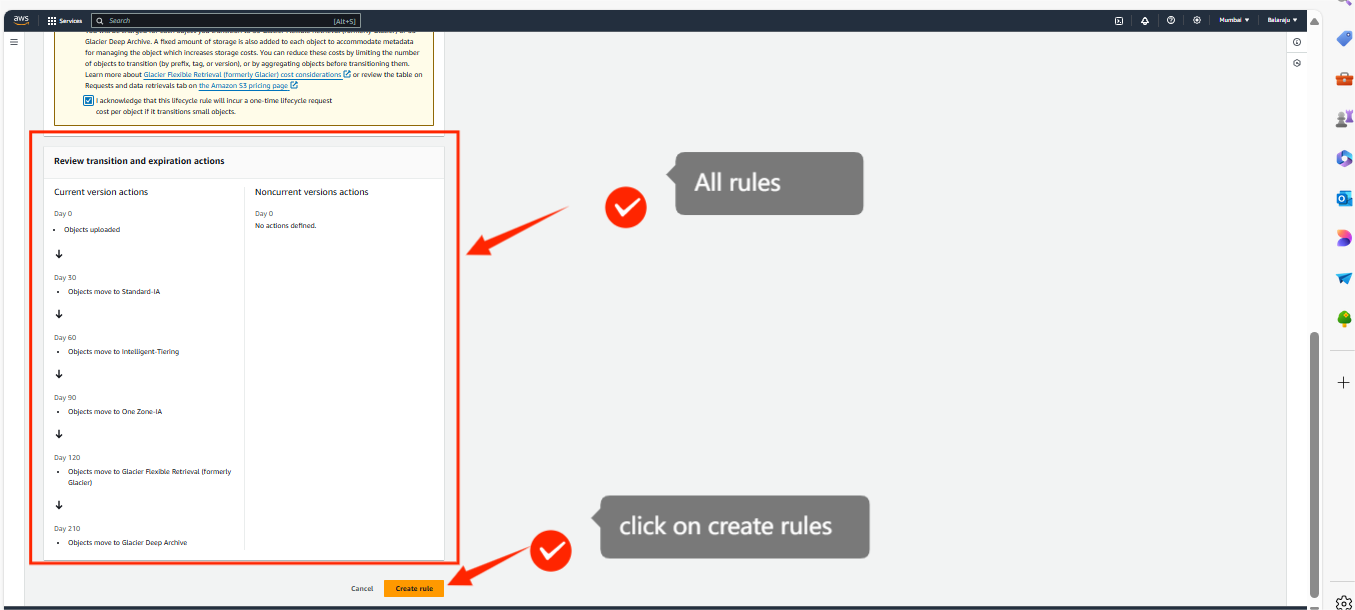 aws
Services
Search
[Alt+S]
Mumbai
Balaraju
Glacier Deep Archive. A fixed amount of storage is also added to each object to accommodate metadata
for managing the object which increases storage costs. You can reduce these costs by limiting the number
of objects to transition (by prefix, tag, or version), or by aggregating objects before transitioning them.
Learn more about Glacier Flexible Retrieval (formerly Glacier) cost considerations or review the table on
Requests and data retrievals tab on the Amazon S3 pricing page
I acknowledge that this lifecycle rule will incur a one-time lifecycle request
cost per object if it transitions small objects.
Review transition and expiration actions
Current version actions
Day 0
Objects uploaded
Day 30
Objects move to Standard-IA
Day 60
Objects move to Intelligent-Tiering
Day 90
Objects move to One Zone-IA
Day 120
Objects move to Glacier Flexible Retrieval (formerly
Glacier)
Day 210
Objects move to Glacier Deep Archive
Noncurrent versions actions
Day 0
No actions defined.
All rules
click on create rules
Cancel
Create rule